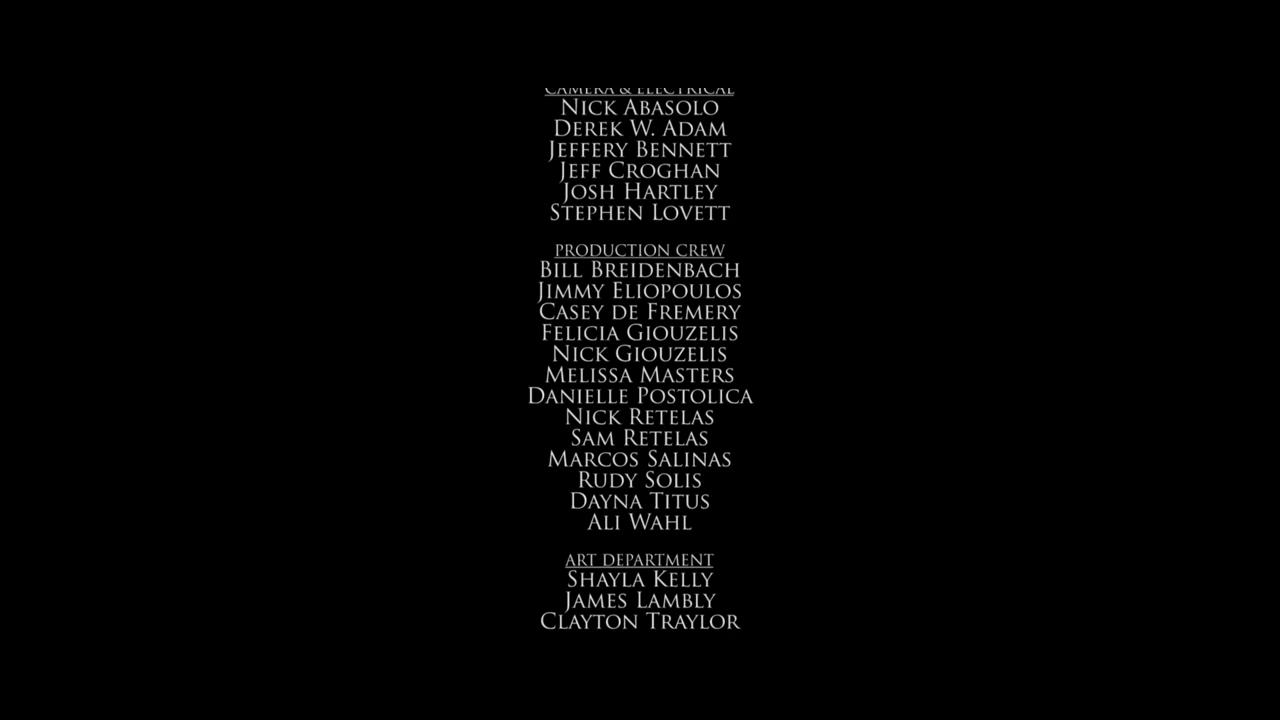 CAMERA & ELECTRICAL
NICK ABASOLO
DEREK W. ADAM
JEFFERY BENNETT
JEFF CROGHAN
JOSH HARTLEY
STEPHEN LOVETT
PRODUCTION CREW
BILL BREIDENBACH
JIMMY ELIOPOULOS
CASEY DE FREMERY
FELICIA GIOUZELIS
NICK GIOUZELIS
MELISSA MASTERS
DANIELLE POSTOLICA
NICK RETELAS
SAM RETELAS
MARCOS SALINAS
RUDY SOLIS
DAYNA TITUS
ALI WAHL
ART DEPARTMENT
SHAYLA KELLY
JAMES LAMBLY
CLAYTON TRAYLOR